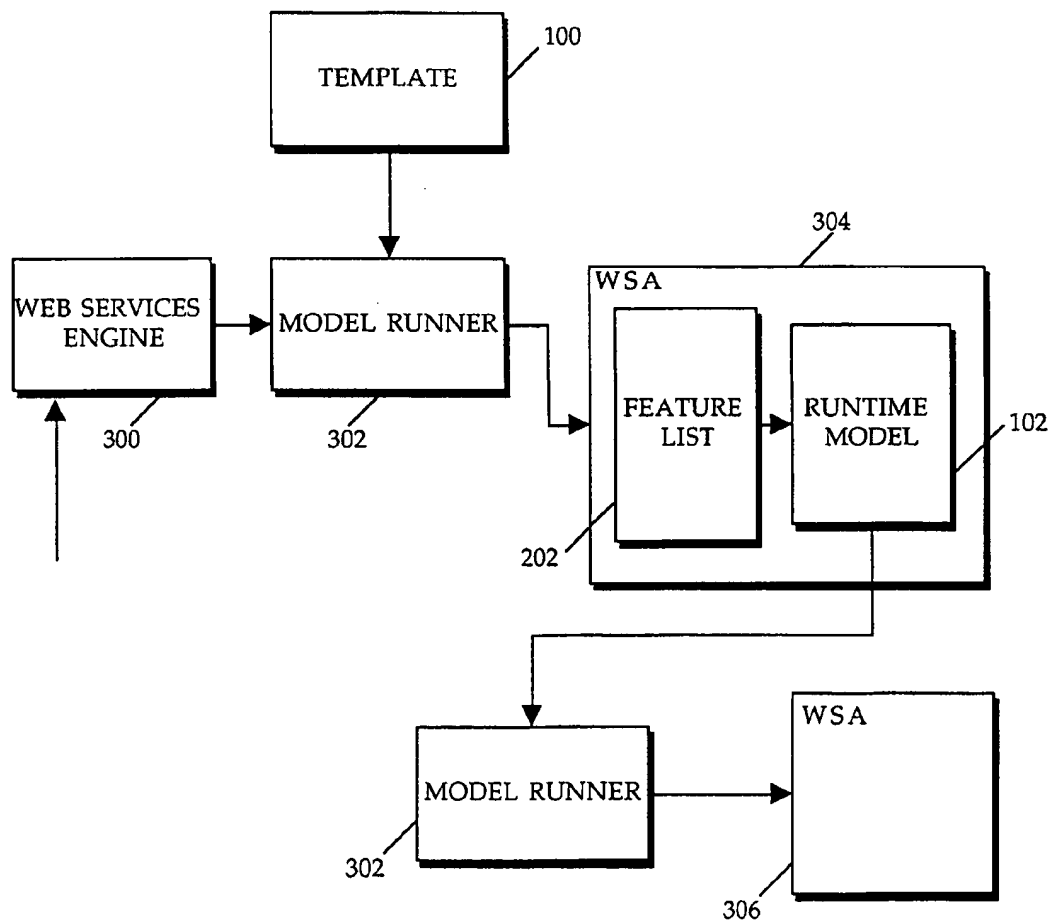 100
TEMPLATE
304
WSA
WEB SERVICES
ENGINE
MODEL RUNNER
FEATURE
LIST
RUNTIME
MODEL
102
300
302
202
WSA
MODEL RUNNER
302
306